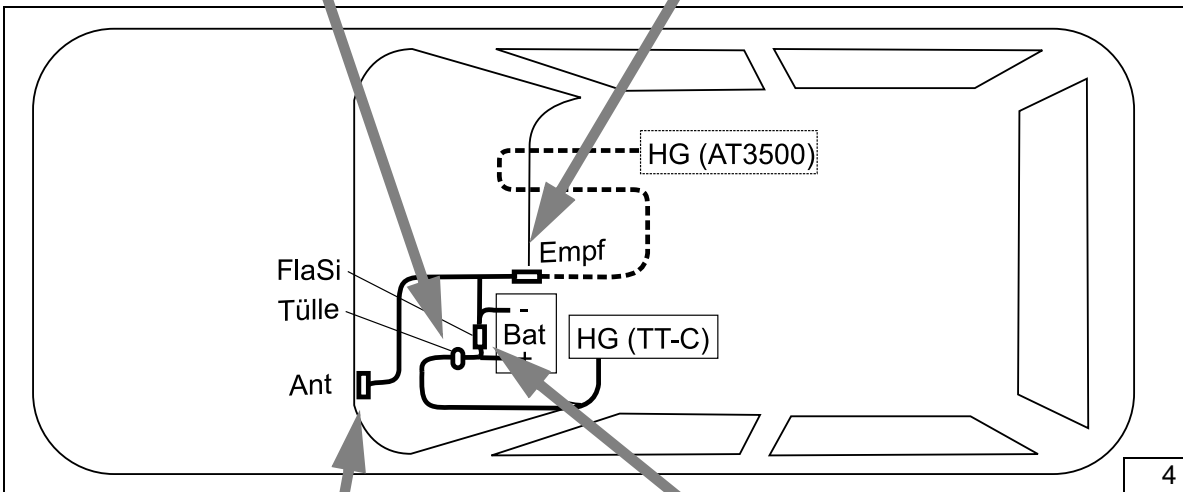 HG (AT3500)
Empf
FlaSi
Tülle
-
Bat
+
HG (TT-C)
Ant
4